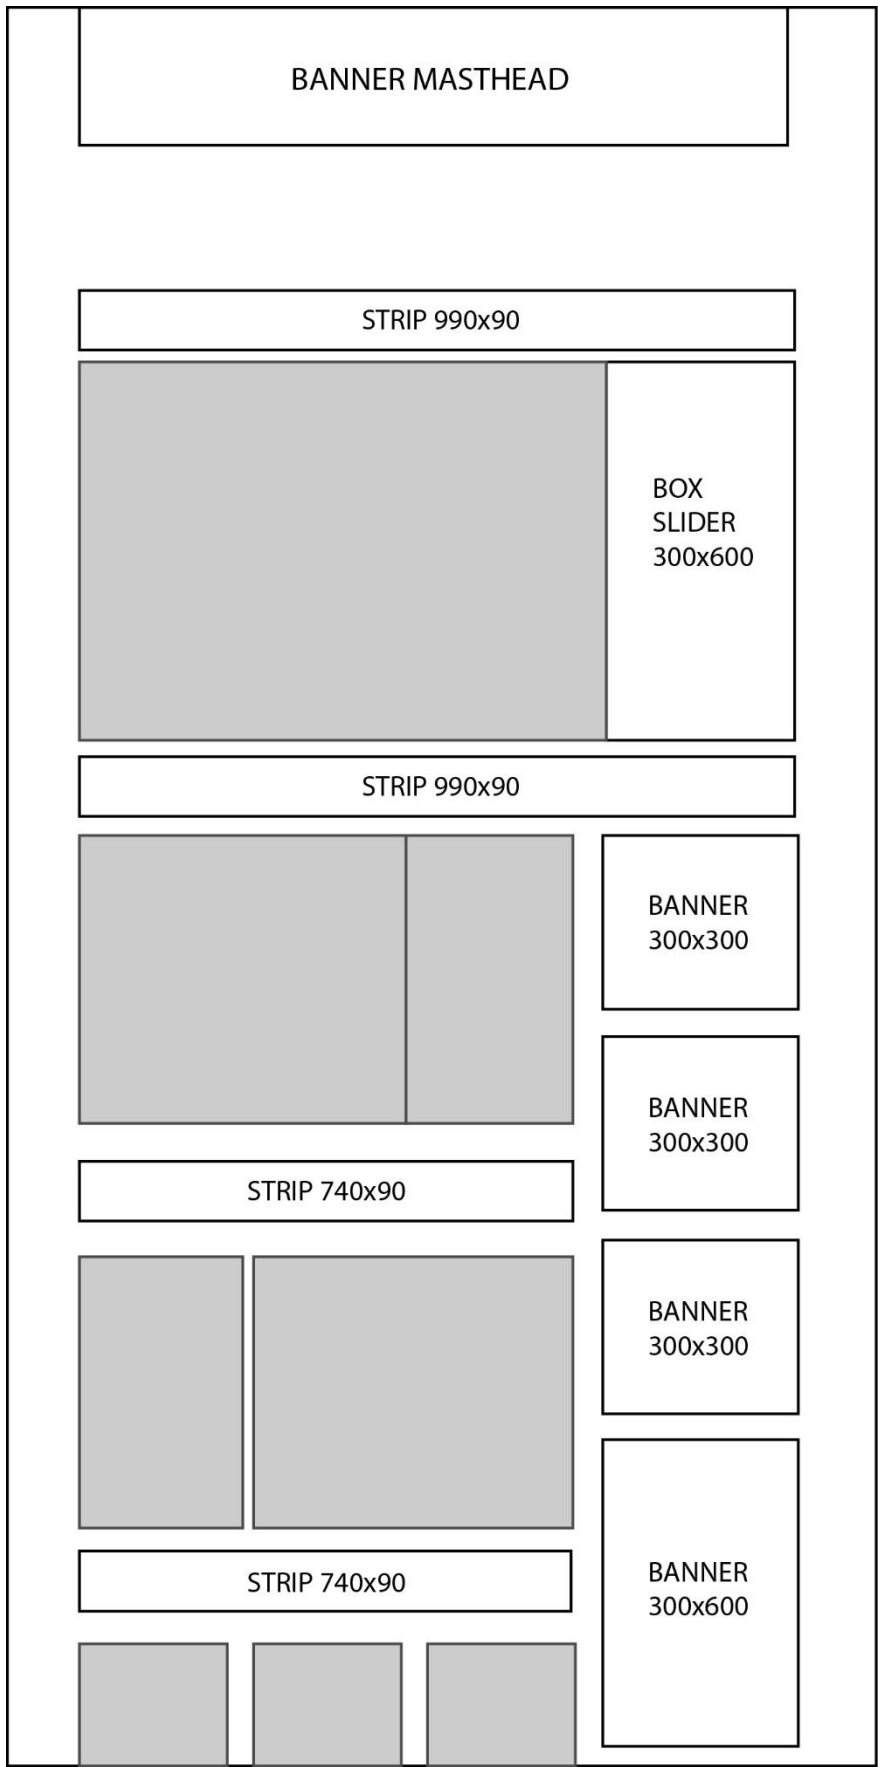 BANNER MASTHEAD
STRIP 990x90
BOX
SLIDER
300x600
STRIP 990x90
BANNER
300x300
BANNER
300x300
STRIP 740x90
BANNER
300x300
STRIP 740x90
BANNER
300x600